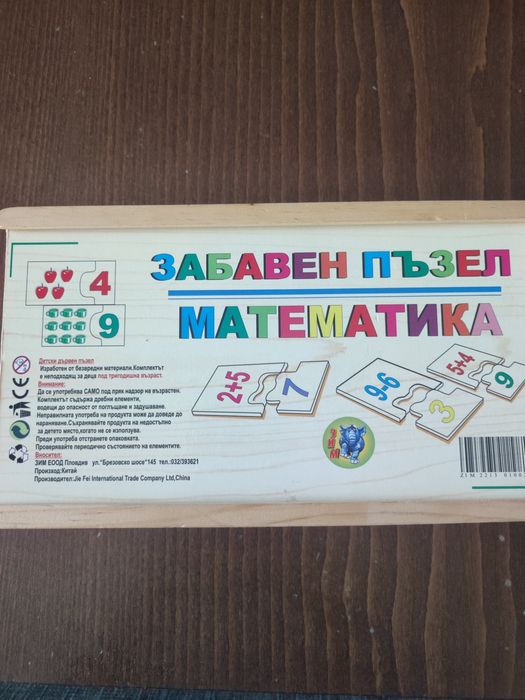 ЗАБАВЕН ПЪЗЕЛ
МАТЕМАТИКА
4
9
2+5
7
9-6
3
5+4
9
Детски дървен пъзел
Изработен от безвредни материали.Комплектът
е неподходящ за деца под тригодишна възраст.
Внимание:
Да се употребява САМО под пряк надзор на възрастен.
Комплектът съдържа дребни елементи,
водещи до опасност от поглъщане и задушаване.
Неправилната употреба на продукта може да доведе до
нараняване.Съхранявайте продукта на недостъпно
за детето място,когато не се използва.
Преди употреба отстранете опаковката.
Проверявайте периодично състоянието на елементите.
Вносител:
ЗИМ ЕООД Пловдив ул."Брезовско шосе"145 тел.:032/393621
Произход:Китай
Производител:Jie Fei International Trade Company Ltd,China
CE
ЗИМ
ZIM 2213